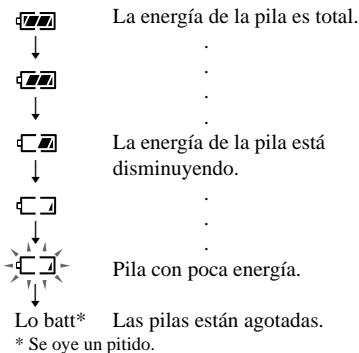 La energía de la pila es total.
.
.
.
.
La energía de la pila está
disminuyendo.
.
.
.
Pila con poca energía.
Lo batt* Las pilas están agotadas.
* Se oye un pitido.